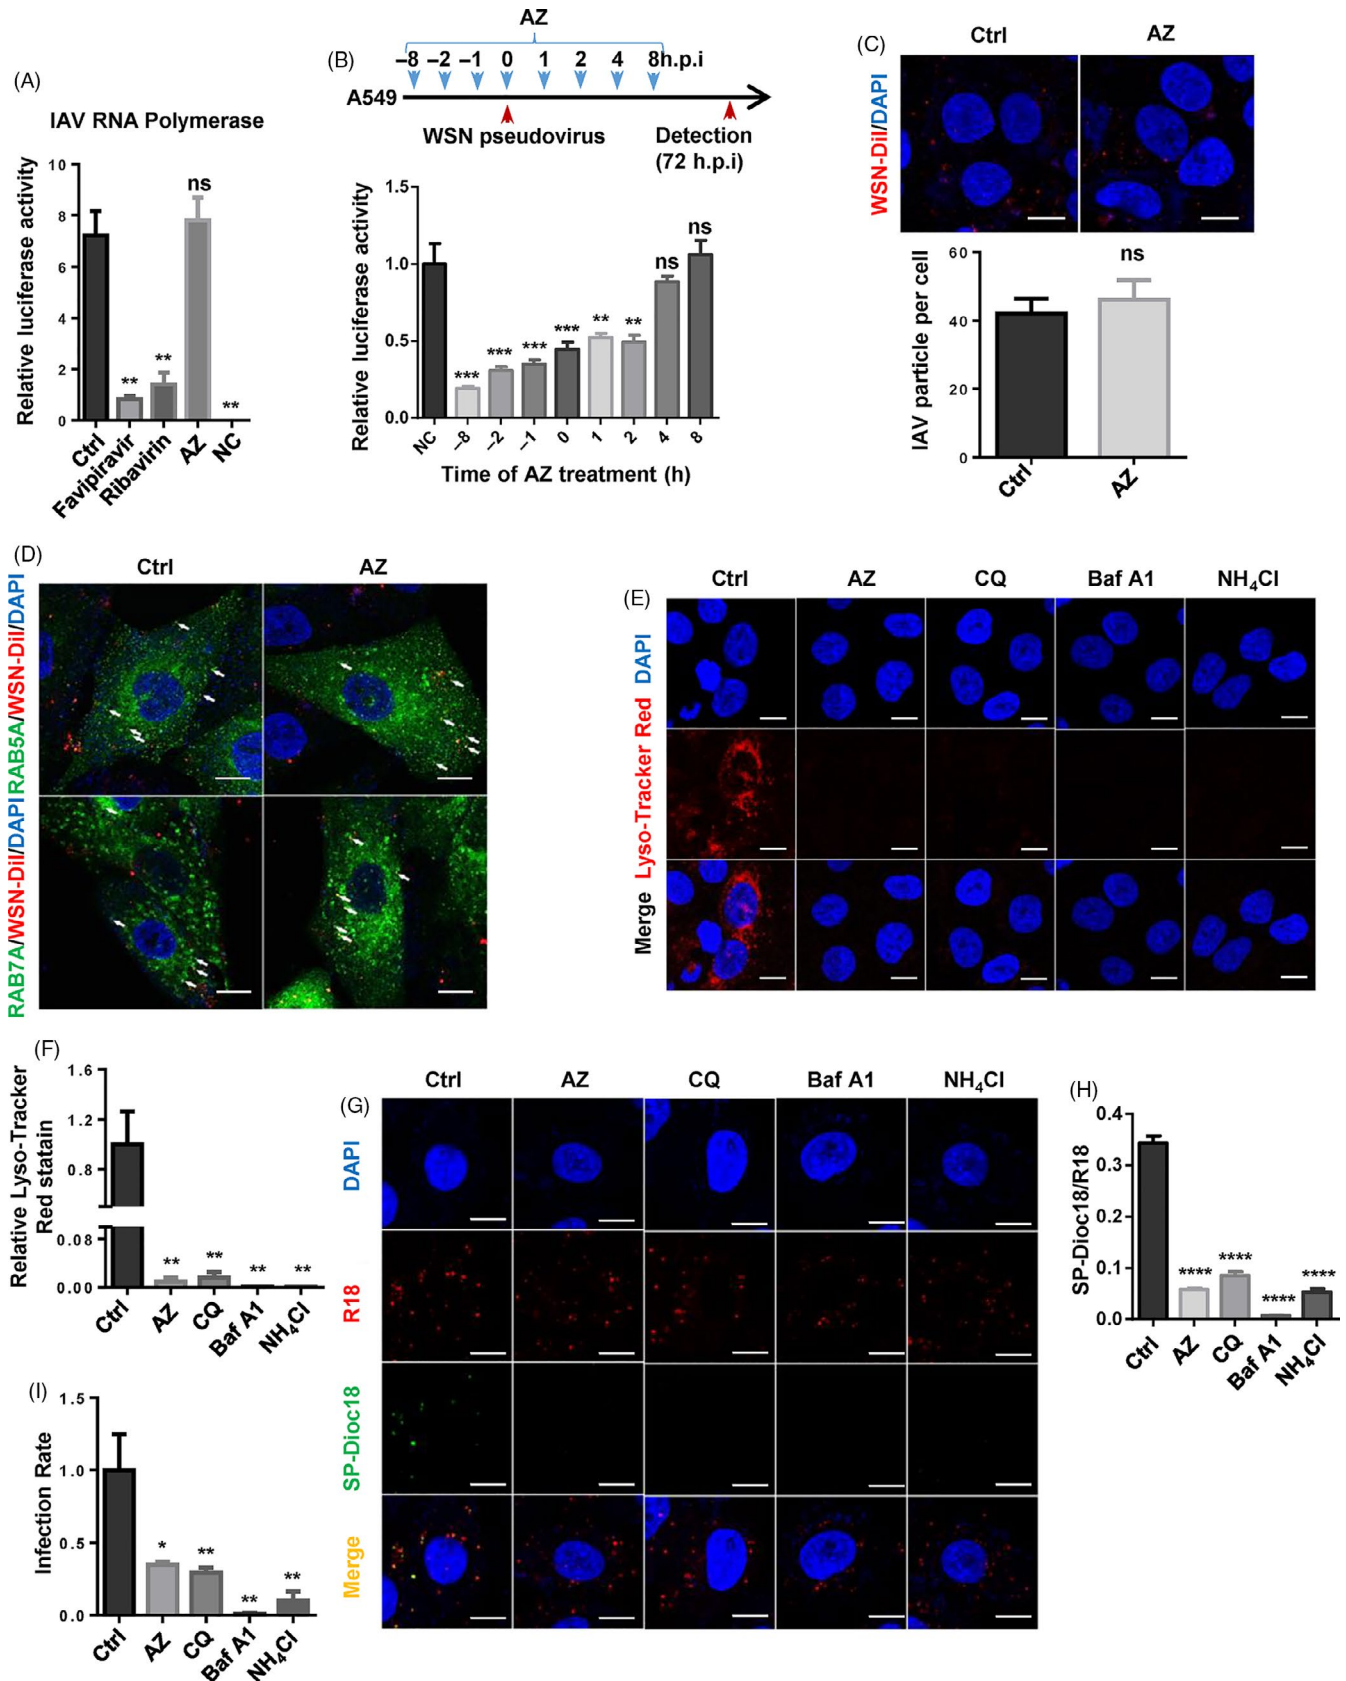 (A)
IAV RNA Polymerase
Relative luciferase activity
10
8
6
4
2
0
** ** ns **
Ctrl Favipiravir Ribavirin AZ NC
(B)
AZ
–8 –2 –1 0 1 2 4 8h.p.i
A549
WSN pseudovirus Detection
(72 h.p.i)
Relative luciferase activity
1.5
1.0
0.5
0.0
*** *** *** *** ** ** ns ns
NC –8 –2 –1 0 1 2 4 8
Time of AZ treatment (h)
(C)
Ctrl AZ
WSN-Dil/DAPI
IAV particle per cell
60
40
20
0
ns
Ctrl AZ
(D)
Ctrl AZ
RAB5A/WSN-Dil/DAPI
RAB7A/WSN-Dil/DAPI
(E)
Ctrl AZ CQ Baf A1 NH4Cl
DAPI
Lyso-Tracker Red
Merge
(F)
Relative Lyso-Tracker
Red statain
1.6
1.2
0.8
0.08
0.00
** ** ** **
Ctrl AZ CQ Baf A1 NH4Cl
(G)
Ctrl AZ CQ Baf A1 NH4Cl
DAPI
R18
SP-Dioc18
Merge
(H)
SP-Dioc18/R18
0.4
0.3
0.2
0.1
0.0
**** **** **** ****
Ctrl AZ CQ Baf A1 NH4Cl
(I)
Infection Rate
1.5
1.0
0.5
0.0
* ** ** **
Ctrl AZ CQ Baf A1 NH4Cl